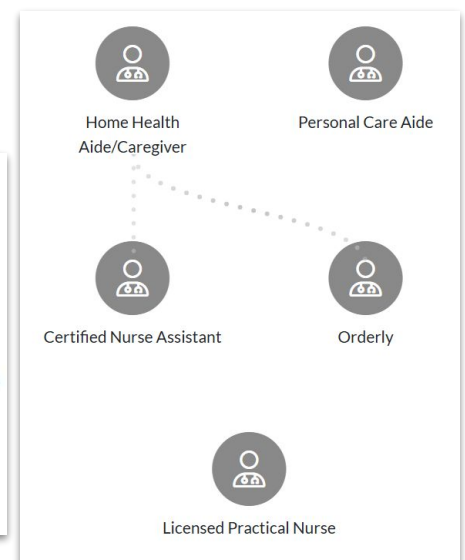 Home Health
Aide/Caregiver
Personal Care Aide
Certified Nurse Assistant
Orderly
Licensed Practical Nurse